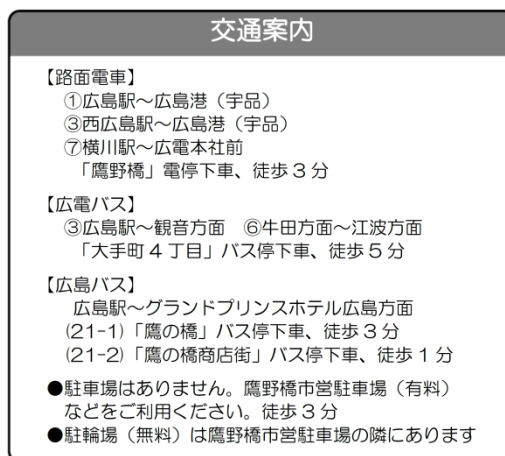 交通案内
【路面電車】
①広島駅～広島港（宇品）
③西広島駅～広島港（宇品）
⑦横川駅～広電本社前
「鷹野橋」電停下車、徒歩３分
【広電バス】
③広島駅～観音方面　⑥牛田方面～江波方面
「大手町４丁目」バス停下車、徒歩５分
【広島バス】
広島駅～グランドプリンスホテル広島方面
(21-1)「鷹の橋」バス停下車、徒歩３分
(21-2)「鷹の橋商店街」バス停下車、徒歩１分
●駐車場はありません。鷹野橋市営駐車場（有料）
などをご利用ください。徒歩３分
●駐輪場（無料）は鷹野橋市営駐車場の隣にあります